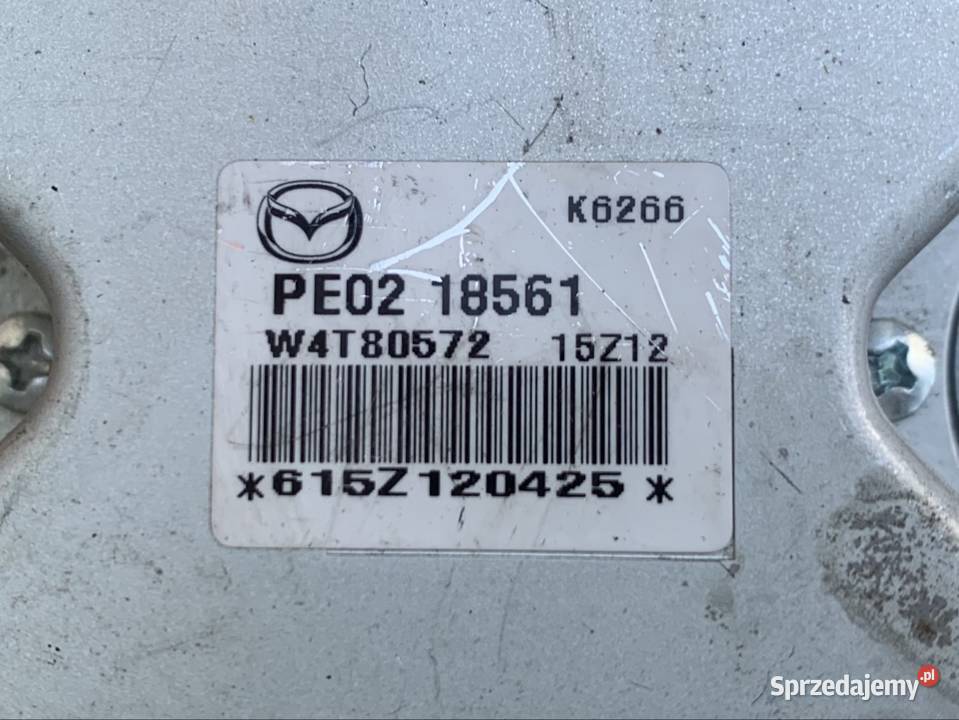 K6266
PE02 18561
W4T80572 15Z12
*615Z120425*
Sprzedajemy.pl